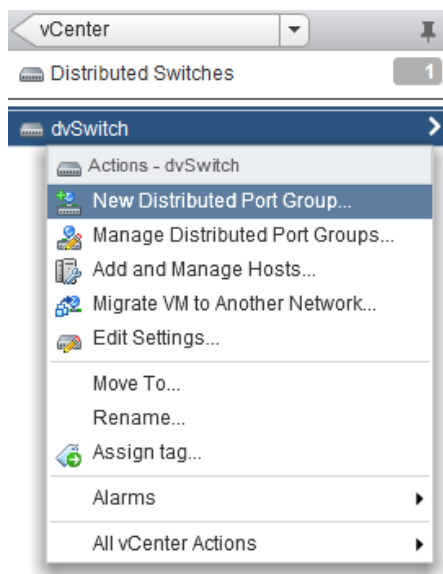 vCenter
Distributed Switches 1
dvSwitch
Actions - dvSwitch
New Distributed Port Group...
Manage Distributed Port Groups...
Add and Manage Hosts...
Migrate VM to Another Network...
Edit Settings...
Move To...
Rename...
Assign tag...
Alarms
All vCenter Actions